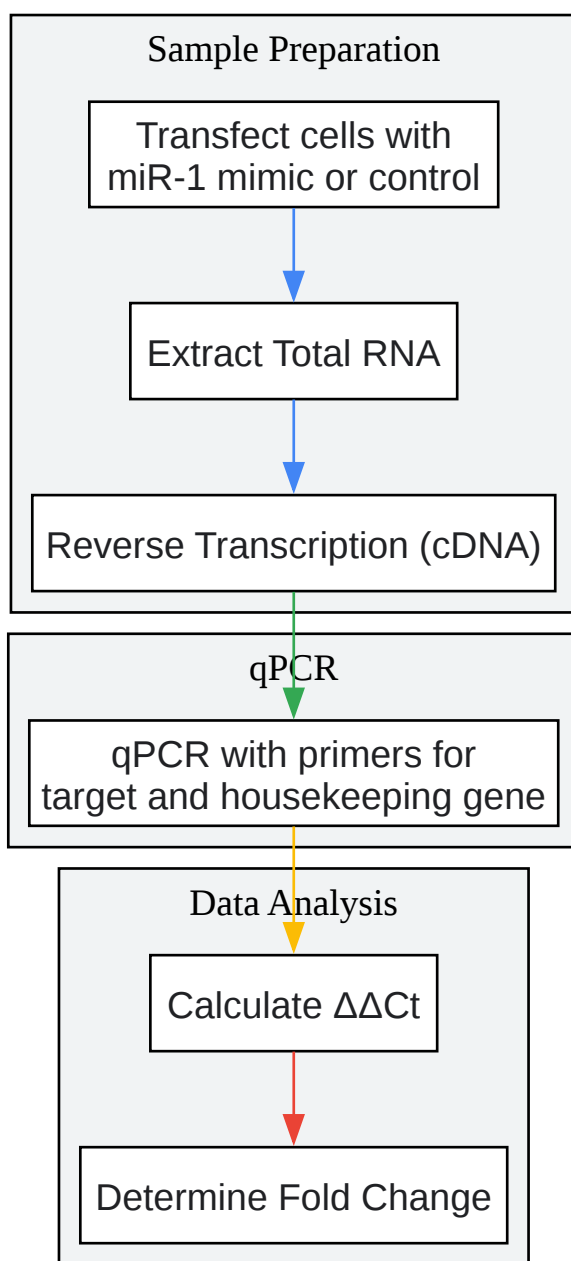 Sample Preparation
Transfect cells with
miR-1 mimic or control
Extract Total RNA
Reverse Transcription (cDNA)
qPCR
qPCR with primers for
target and housekeeping gene
Data Analysis
Calculate ΔΔCt
Determine Fold Change